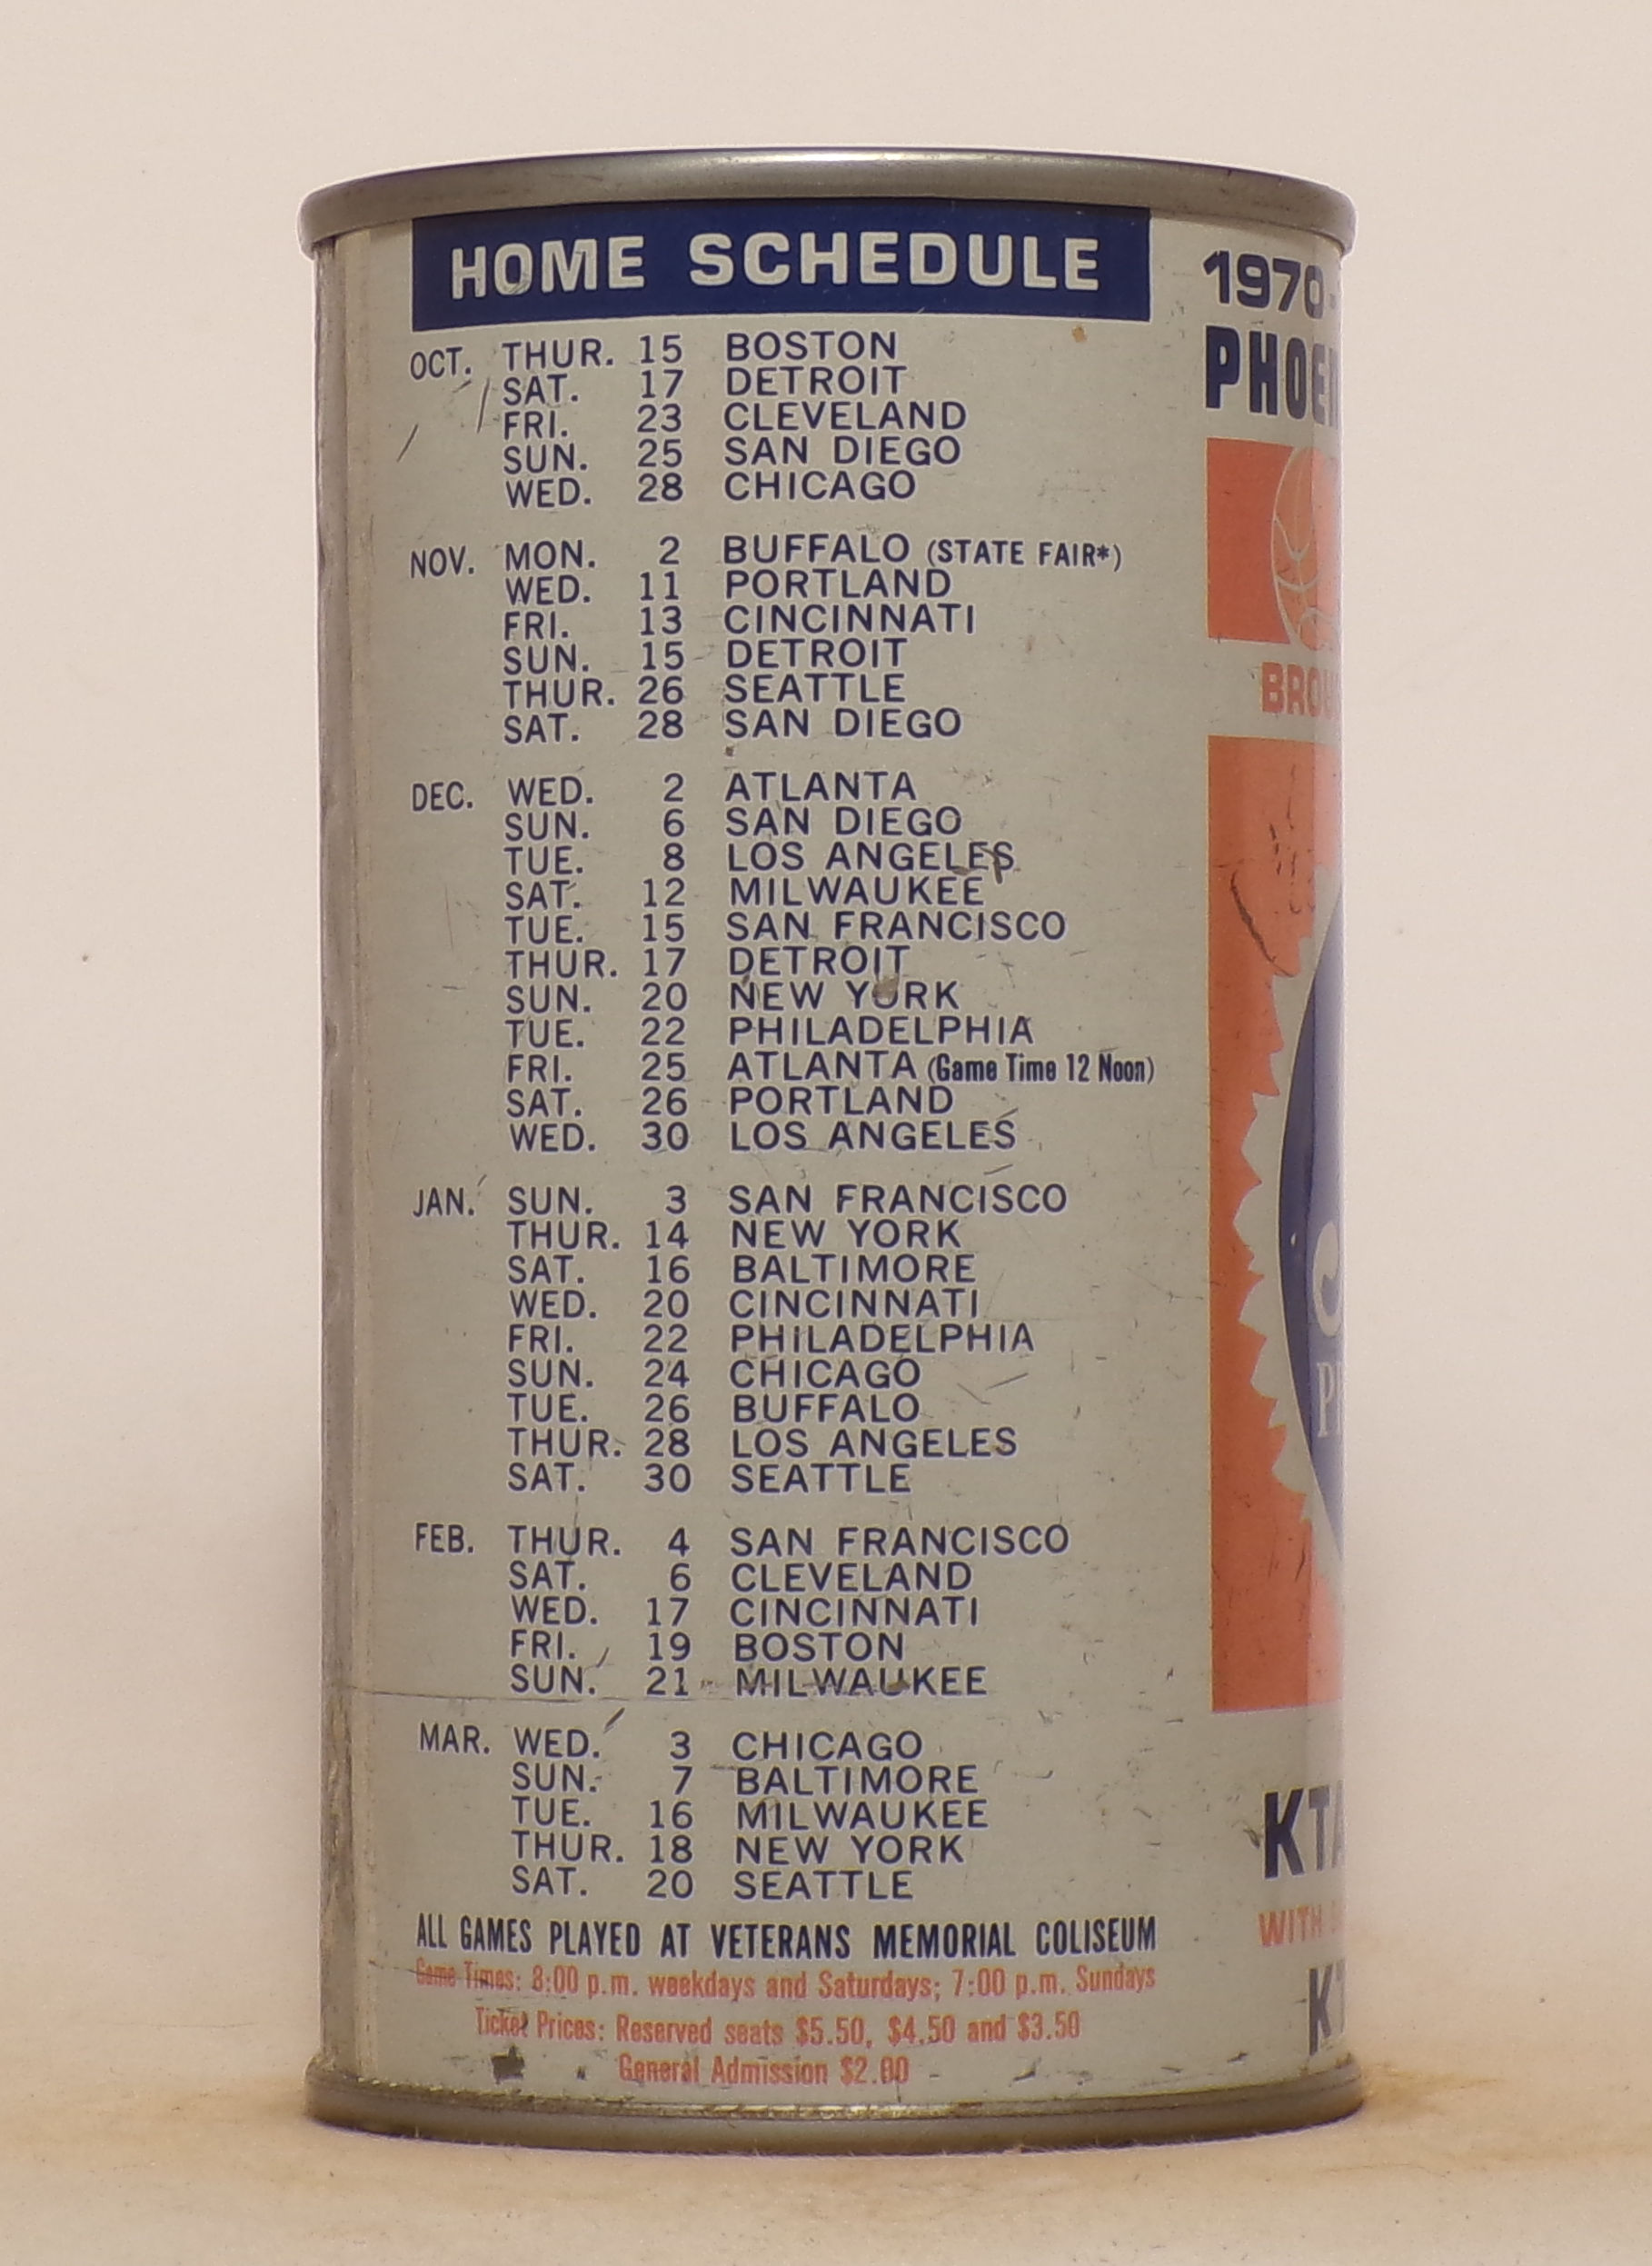 HOME SCHEDULE
OCT. THUR. 15 BOSTON
SAT. 17 DETROIT
FRI. 23 CLEVELAND
SUN. 25 SAN DIEGO
WED. 28 CHICAGO
NOV. MON. 2 BUFFALO (STATE FAIR*)
WED. 11 PORTLAND
FRI. 13 CINCINNATI
SUN. 15 DETROIT
THUR. 26 SEATTLE
SAT. 28 SAN DIEGO
DEC. WED. 2 ATLANTA
SUN. 6 SAN DIEGO
TUE. 8 LOS ANGELES
SAT. 12 MILWAUKEE
TUE. 15 SAN FRANCISCO
THUR. 17 DETROIT
SUN. 20 NEW YORK
TUE. 22 PHILADELPHIA
FRI. 25 ATLANTA (Game Time 12 Noon)
SAT. 26 PORTLAND
WED. 30 LOS ANGELES
JAN. SUN. 3 SAN FRANCISCO
THUR. 14 NEW YORK
SAT. 16 BALTIMORE
WED. 20 CINCINNATI
FRI. 22 PHILADELPHIA
SUN. 24 CHICAGO
TUE. 26 BUFFALO
THUR. 28 LOS ANGELES
SAT. 30 SEATTLE
FEB. THUR. 4 SAN FRANCISCO
SAT. 6 CLEVELAND
WED. 17 CINCINNATI
FRI. 19 BOSTON
SUN. 21 MILWAUKEE
MAR. WED. 3 CHICAGO
SUN. 7 BALTIMORE
TUE. 16 MILWAUKEE
THUR. 18 NEW YORK
SAT. 20 SEATTLE
ALL GAMES PLAYED AT VETERANS MEMORIAL COLISEUM
Game Times: 8:00 p.m. weekdays and Saturdays; 7:00 p.m. Sundays
Ticket Prices: Reserved seats $5.50, $4.50 and $3.50
General Admission $2.00
1970-
WITH